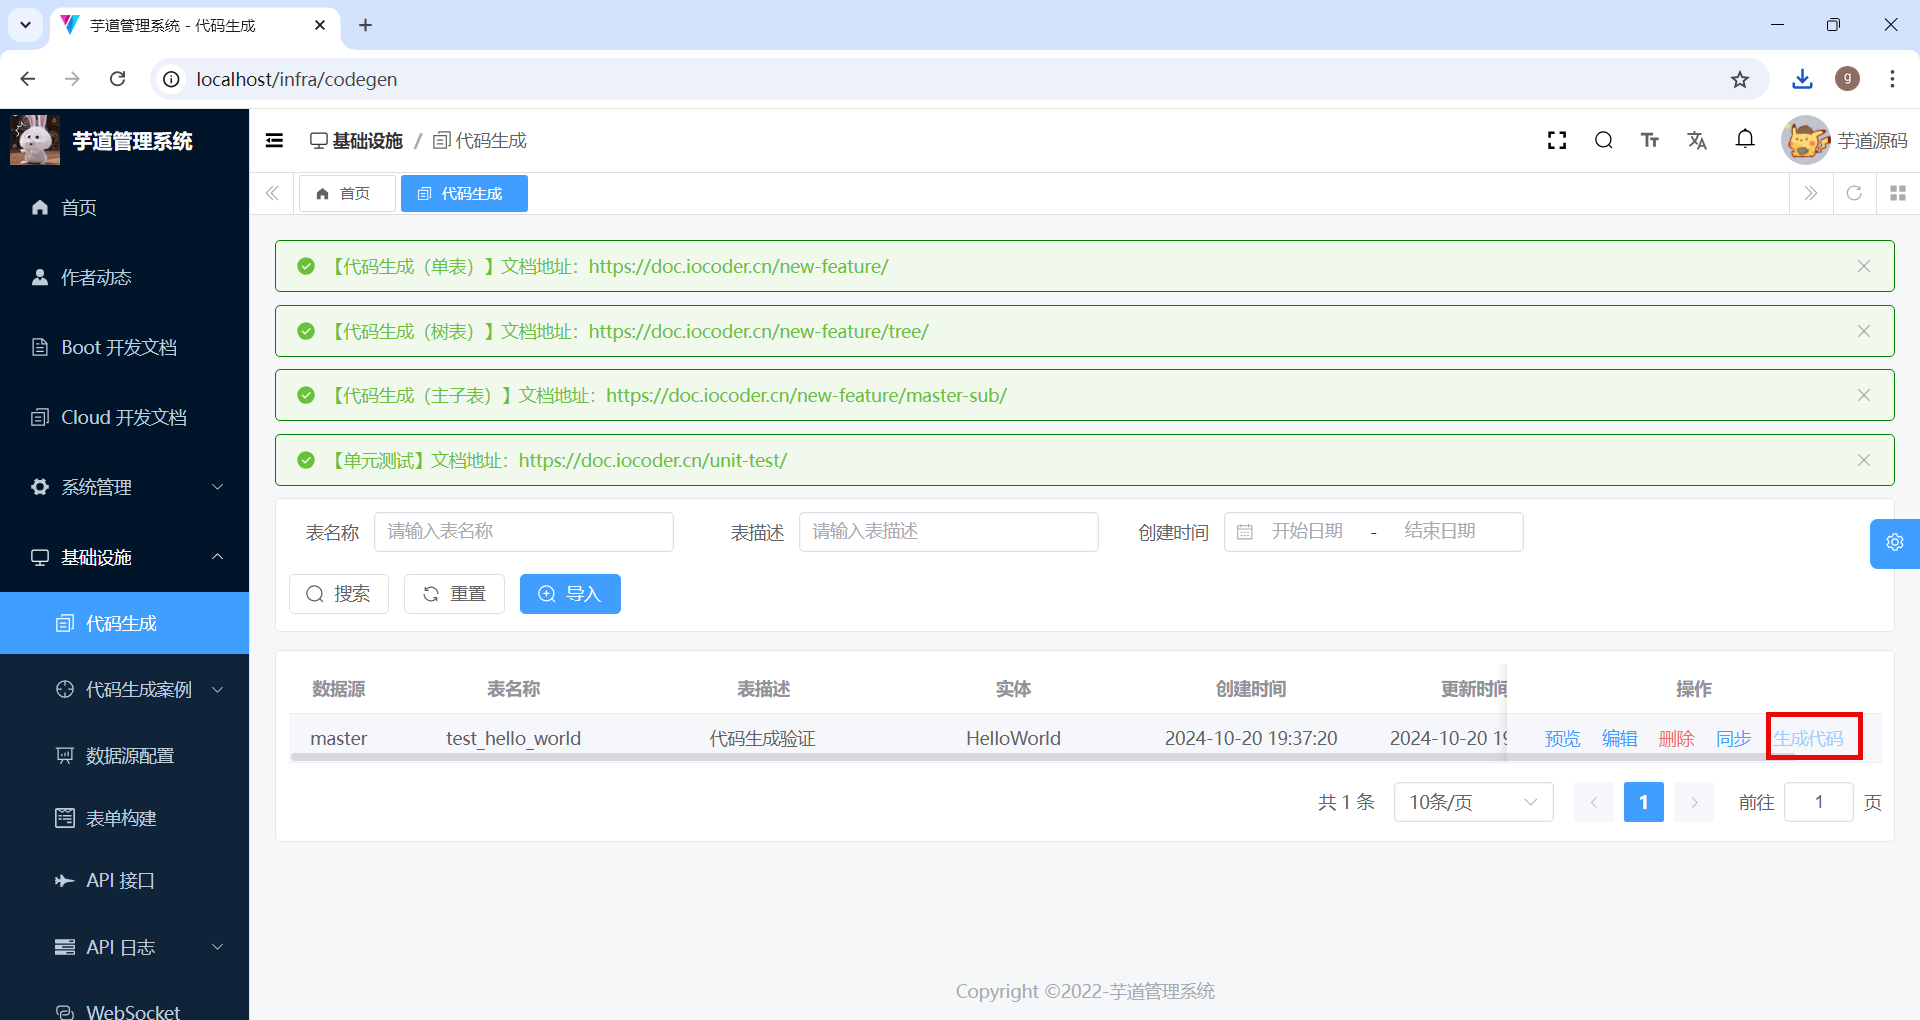 芋道管理系统 - 代码生成
localhost/infra/codegen
g
芋道管理系统
基础设施 / 代码生成
芋道源码
首页
代码生成
首页
作者动态
Boot 开发文档
Cloud 开发文档
系统管理
基础设施
代码生成
代码生成案例
数据源配置
表单构建
API 接口
API 日志
WebSocket
【代码生成（单表）】文档地址：https://doc.iocoder.cn/new-feature/
【代码生成（树表）】文档地址：https://doc.iocoder.cn/new-feature/tree/
【代码生成（主子表）】文档地址：https://doc.iocoder.cn/new-feature/master-sub/
【单元测试】文档地址：https://doc.iocoder.cn/unit-test/
表名称 请输入表名称 表描述 请输入表描述 创建时间 开始日期 - 结束日期
搜索 重置 导入
数据源 表名称 表描述 实体 创建时间 更新时间 操作
master test_hello_world 代码生成验证 HelloWorld 2024-10-20 19:37:20 2024-10-20 19 预览 编辑 删除 同步 生成代码
共 1 条 10条/页 1 前往 1 页
Copyright ©2022-芋道管理系统